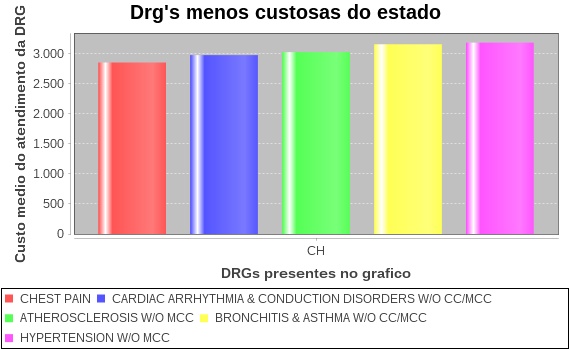 Drg's menos custosas do estado
Custo medio do atendimento da DRG
3.000
2.500
2.000
1.500
1.000
500
0
CH
DRGs presentes no grafico
CHEST PAIN CARDIAC ARRHYTHMIA & CONDUCTION DISORDERS W/O CC/MCC
ATHEROSCLEROSIS W/O MCC BRONCHITIS & ASTHMA W/O CC/MCC
HYPERTENSION W/O MCC